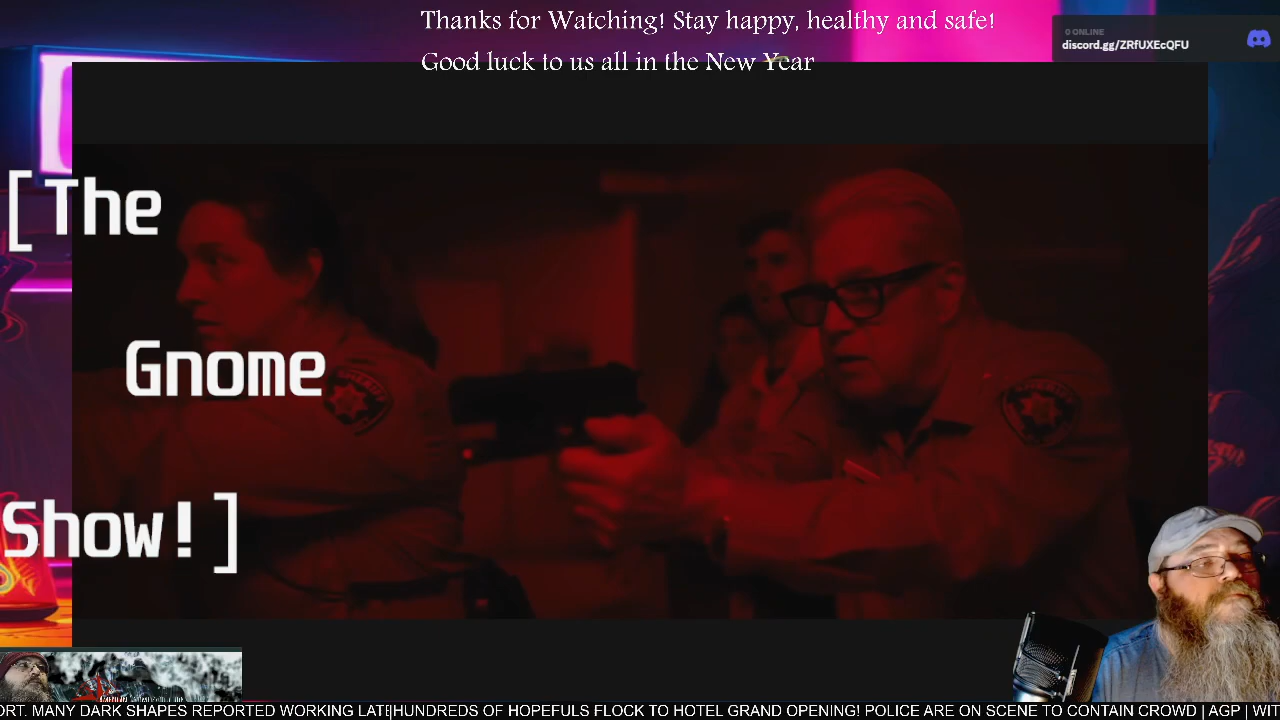 Thanks for Watching! Stay happy, healthy and safe!
Good luck to us all in the New Year
0 ONLINE
discord.gg/ZRfUXEcQFU
[The
Gnome
Show!]
ORT. MANY DARK SHAPES REPORTED WORKING LAT
HUNDREDS OF HOPEFULS FLOCK TO HOTEL GRAND OPENING! POLICE ARE ON SCENE TO CONTAIN CROWD | AGP | WIT